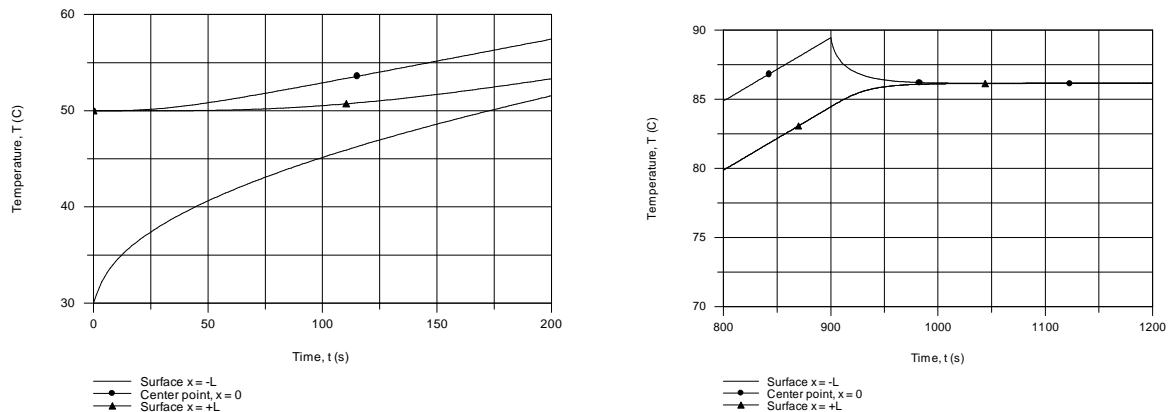 60
50
40
30
0
50
100
150
200
Temperature, T (C)
Time, t (s)
Surface x = -L
Center point, x = 0
Surface x = +L
90
85
80
75
70
800
900
1000
1100
1200
Temperature, T (C)
Time, t (s)
Surface x = -L
Center point, x = 0
Surface x = +L